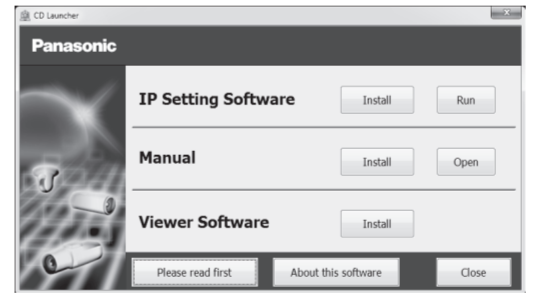 CD Launcher
Panasonic
IP Setting Software Install Run
Manual Install Open
Viewer Software Install
Please read first About this software Close